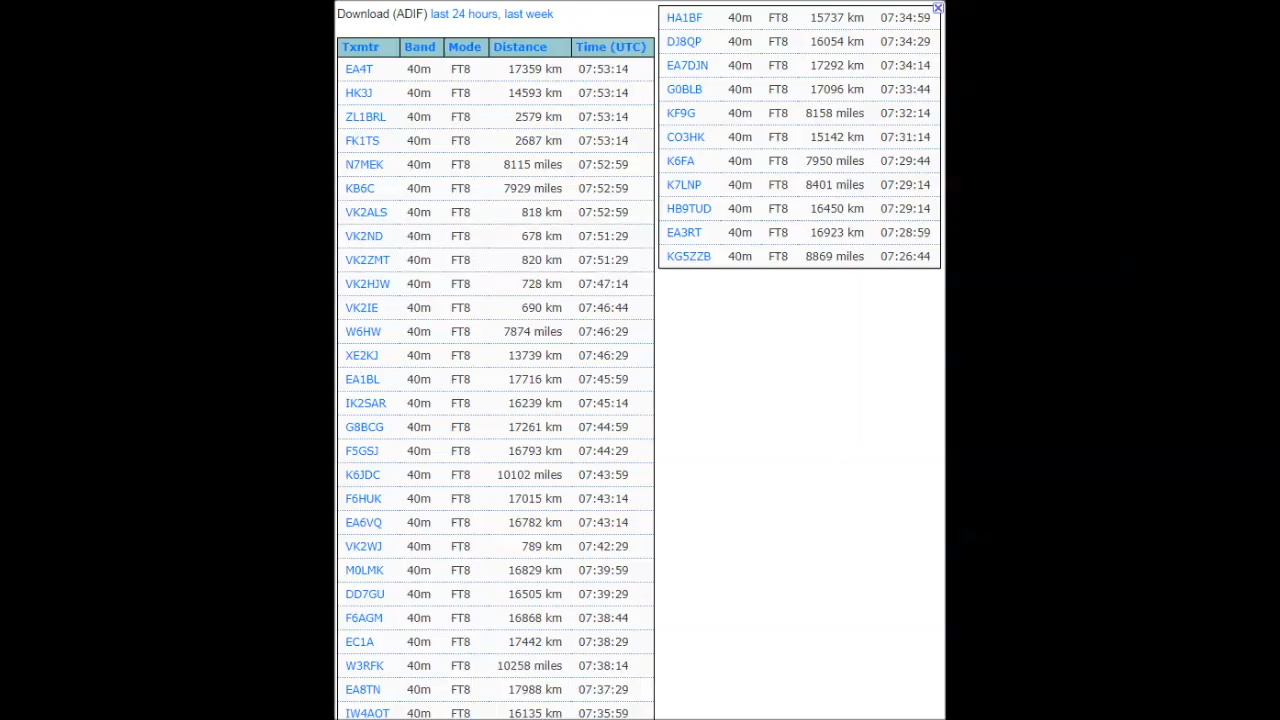 Download (ADIF) last 24 hours, last week
Txmtr Band Mode Distance Time (UTC)
EA4T 40m FT8 17359 km 07:53:14
HK3J 40m FT8 14593 km 07:53:14
ZL1BRL 40m FT8 2579 km 07:53:14
FK1TS 40m FT8 2687 km 07:53:14
N7MEK 40m FT8 8115 miles 07:52:59
KB6C 40m FT8 7929 miles 07:52:59
VK2ALS 40m FT8 818 km 07:52:59
VK2ND 40m FT8 678 km 07:51:29
VK2ZMT 40m FT8 820 km 07:51:29
VK2HJW 40m FT8 728 km 07:47:14
VK2IE 40m FT8 690 km 07:46:44
W6HW 40m FT8 7874 miles 07:46:29
XE2KJ 40m FT8 13739 km 07:46:29
EA1BL 40m FT8 17716 km 07:45:59
IK2SAR 40m FT8 16239 km 07:45:14
G8BCG 40m FT8 17261 km 07:44:59
F5GSJ 40m FT8 16793 km 07:44:29
K6JDC 40m FT8 10102 miles 07:43:59
F6HUK 40m FT8 17015 km 07:43:14
EA6VQ 40m FT8 16782 km 07:43:14
VK2WJ 40m FT8 789 km 07:42:29
M0LMK 40m FT8 16829 km 07:39:59
DD7GU 40m FT8 16505 km 07:39:29
F6AGM 40m FT8 16868 km 07:38:44
EC1A 40m FT8 17442 km 07:38:29
W3RFK 40m FT8 10258 miles 07:38:14
EA8TN 40m FT8 17988 km 07:37:29
IW4AOT 40m FT8 16135 km 07:35:59
HA1BF 40m FT8 15737 km 07:34:59
DJ8QP 40m FT8 16054 km 07:34:29
EA7DJN 40m FT8 17292 km 07:34:14
G0BLB 40m FT8 17096 km 07:33:44
KF9G 40m FT8 8158 miles 07:32:14
CO3HK 40m FT8 15142 km 07:31:14
K6FA 40m FT8 7950 miles 07:29:44
K7LNP 40m FT8 8401 miles 07:29:14
HB9TUD 40m FT8 16450 km 07:29:14
EA3RT 40m FT8 16923 km 07:28:59
KG5ZZB 40m FT8 8869 miles 07:26:44